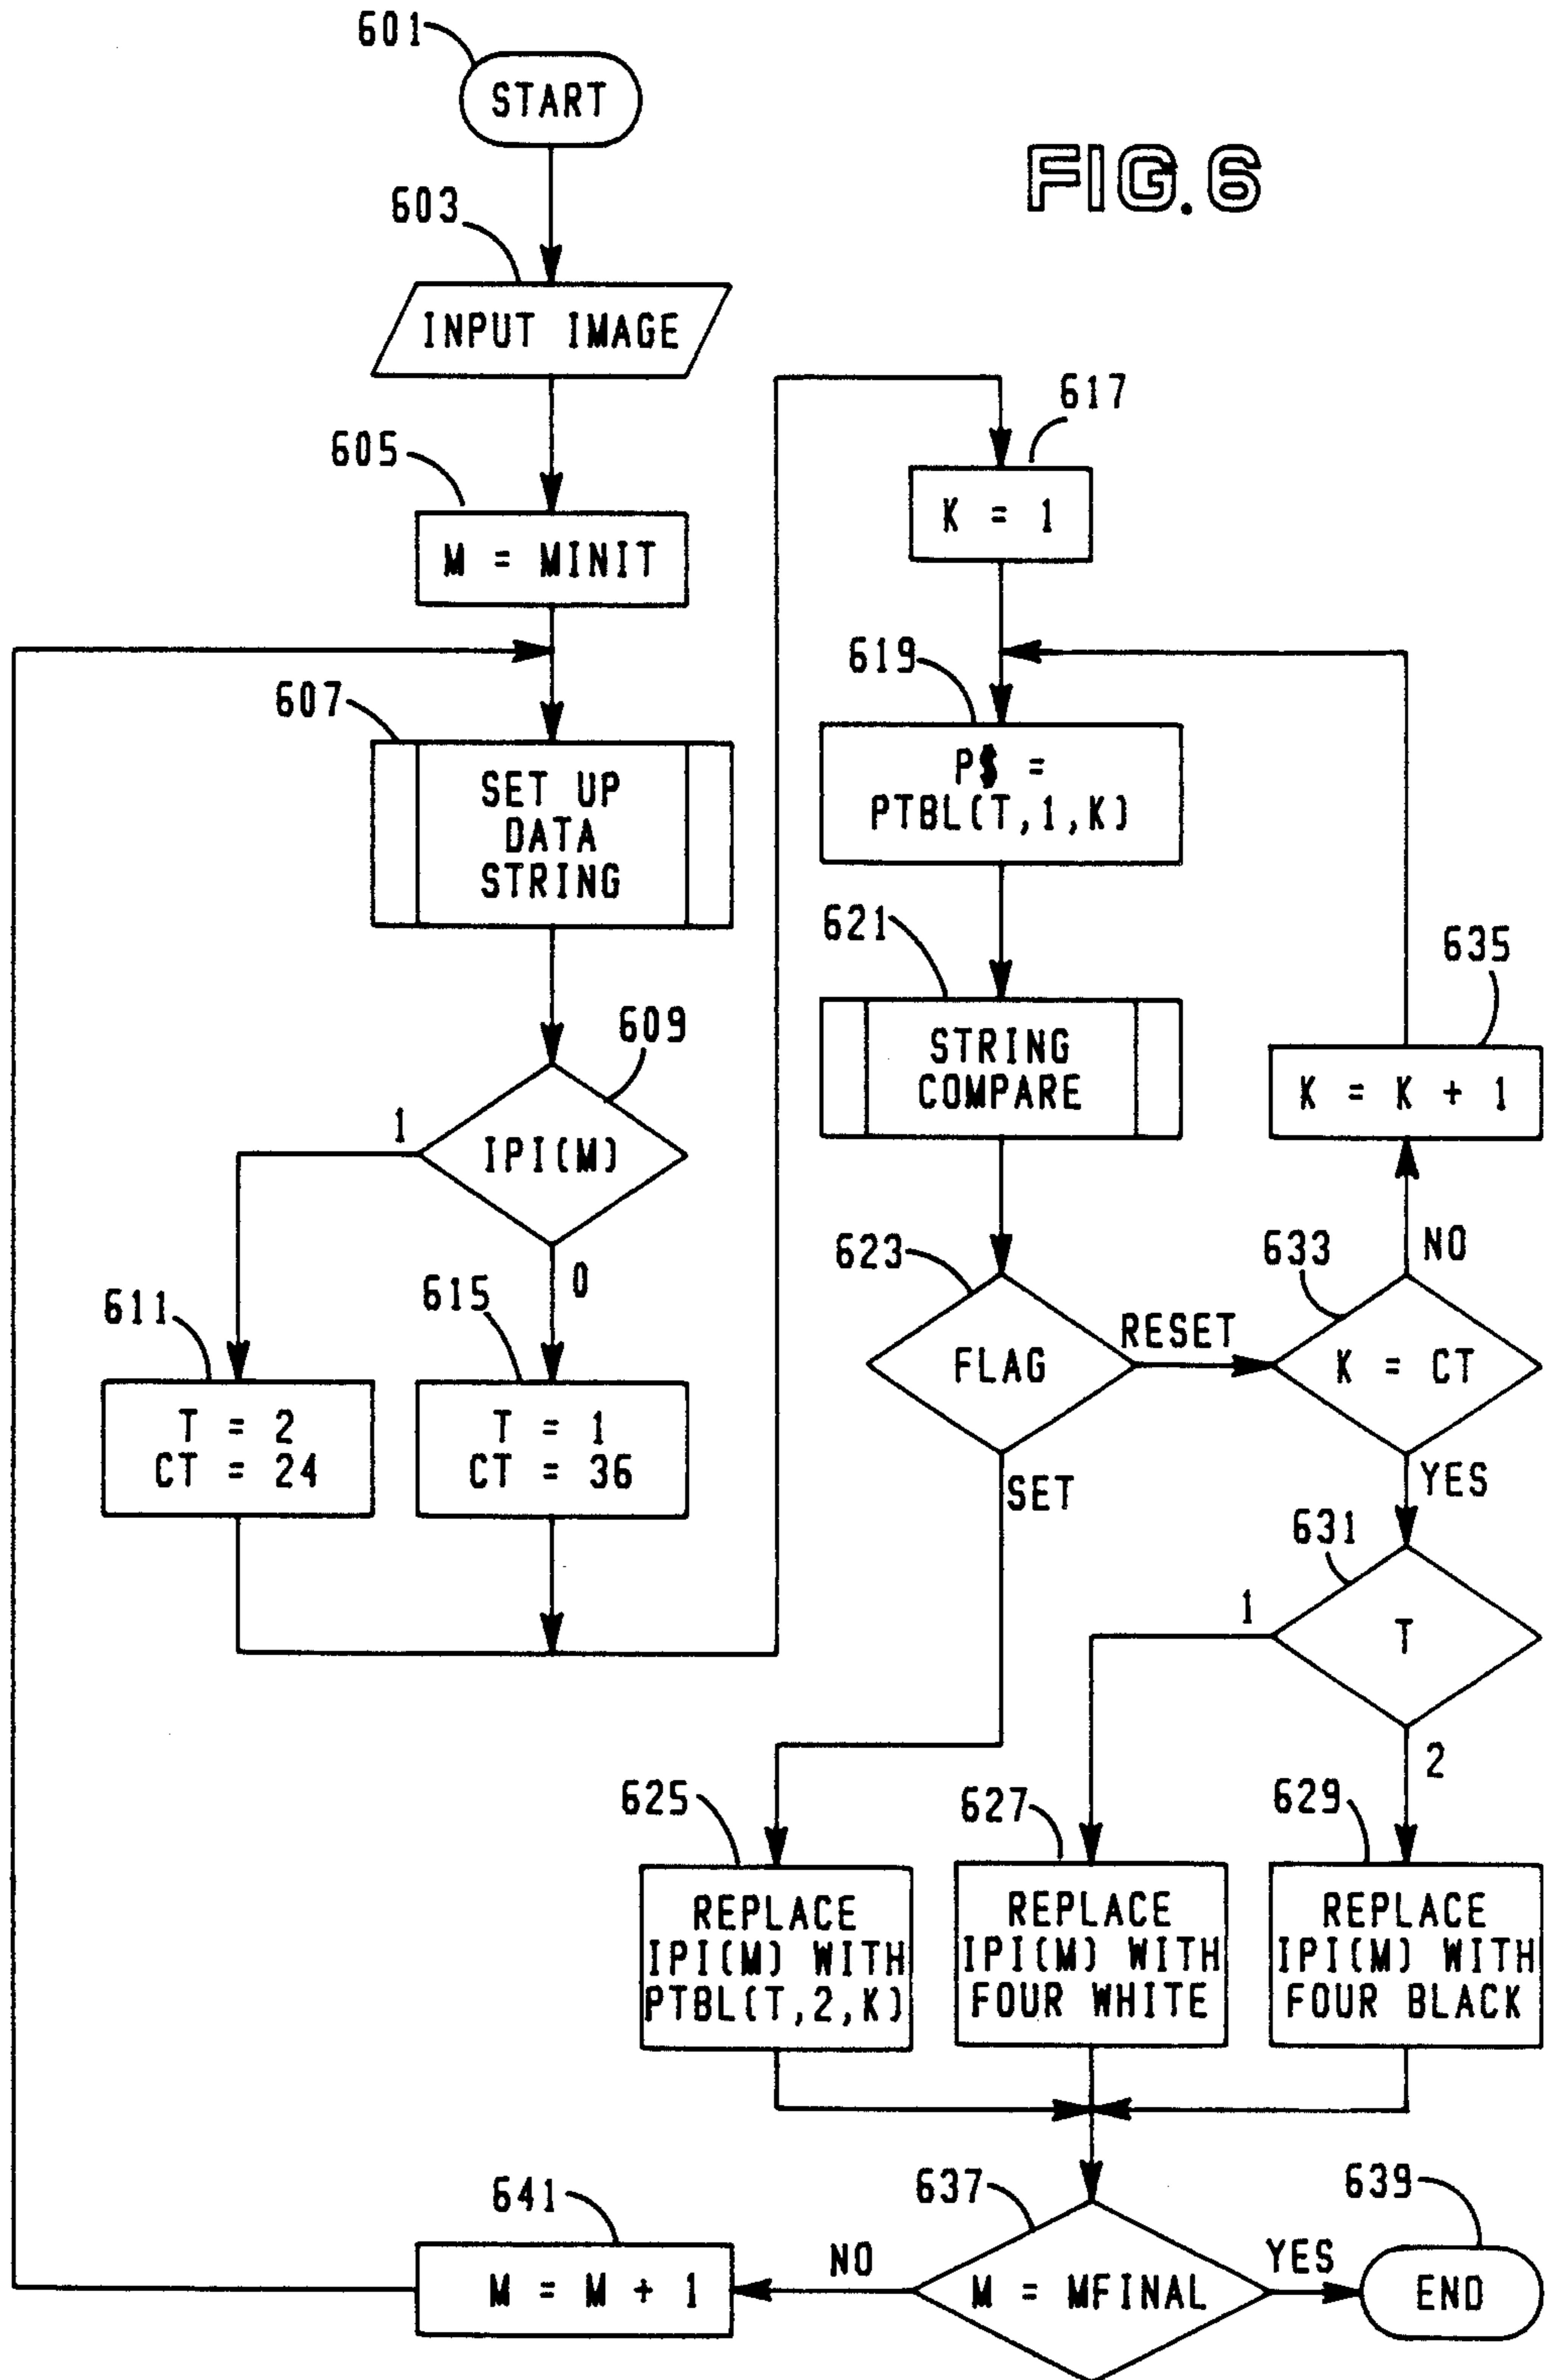 FIG.6
601
START
603
INPUT IMAGE
605
M = MINIT
607
SET UP
DATA
STRING
609
IPI(M)
1
0
611
T = 2
CT = 24
615
T = 1
CT = 36
617
K = 1
619
P$ =
PTBL(T,1,K)
621
STRING
COMPARE
623
FLAG
RESET
SET
633
K = CT
NO
YES
635
K = K + 1
631
T
1
2
625
REPLACE
IPI(M) WITH
PTBL(T,2,K)
627
REPLACE
IPI(M) WITH
FOUR WHITE
629
REPLACE
IPI(M) WITH
FOUR BLACK
637
M = MFINAL
NO
YES
639
END
641
M = M + 1